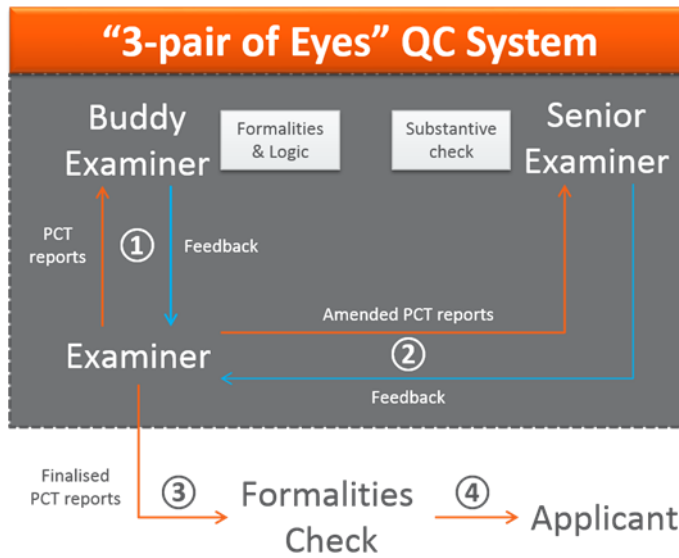 “3-pair of Eyes” QC System
Buddy
Examiner
Formalities
& Logic
Substantive
check
Senior
Examiner
PCT
reports
①
Feedback
Amended PCT reports
Examiner
②
Feedback
Finalised
PCT reports
③
Formalities
Check
④
Applicant